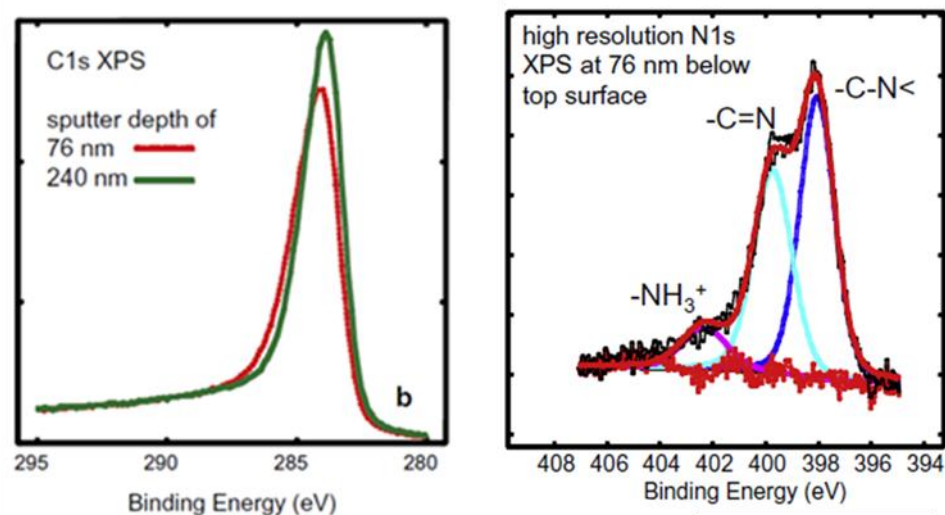 C1s XPS
sputter depth of
76 nm
240 nm
b
295 290 285 280
Binding Energy (eV)
high resolution N1s
XPS at 76 nm below
top surface
-C-N<
-C=N
-NH₃⁺
408 406 404 402 400 398 396 394
Binding Energy (eV)